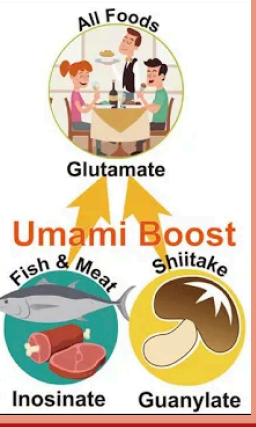 All Foods
Glutamate
Umami Boost
Fish & Meat
Shiitake
Inosinate
Guanylate